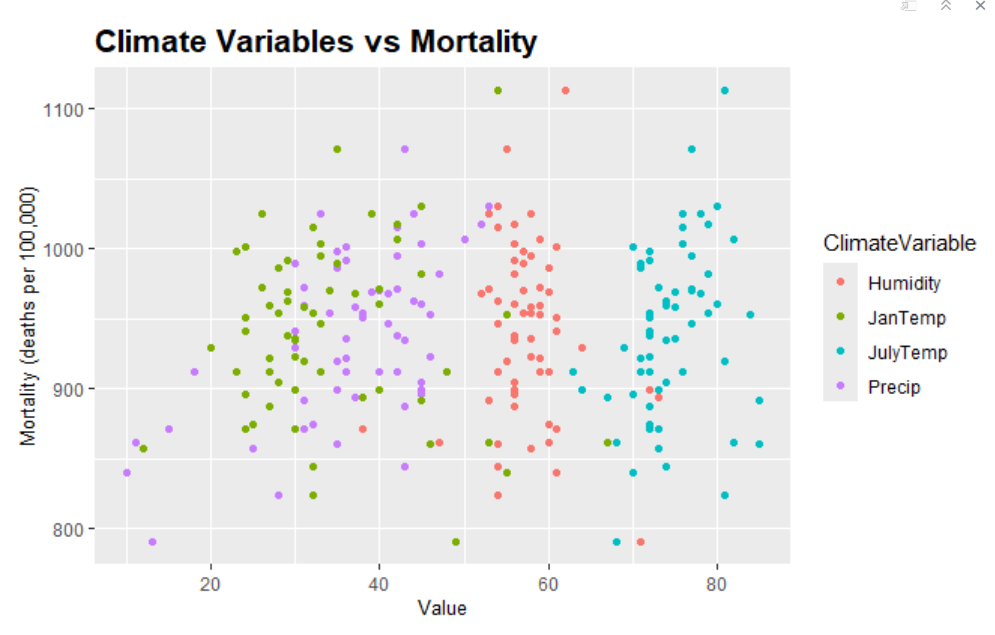 Climate Variables vs Mortality
1100
1000
900
800
Mortality (deaths per 100,000)
20 40 60 80
Value
ClimateVariable
Humidity
JanTemp
JulyTemp
Precip